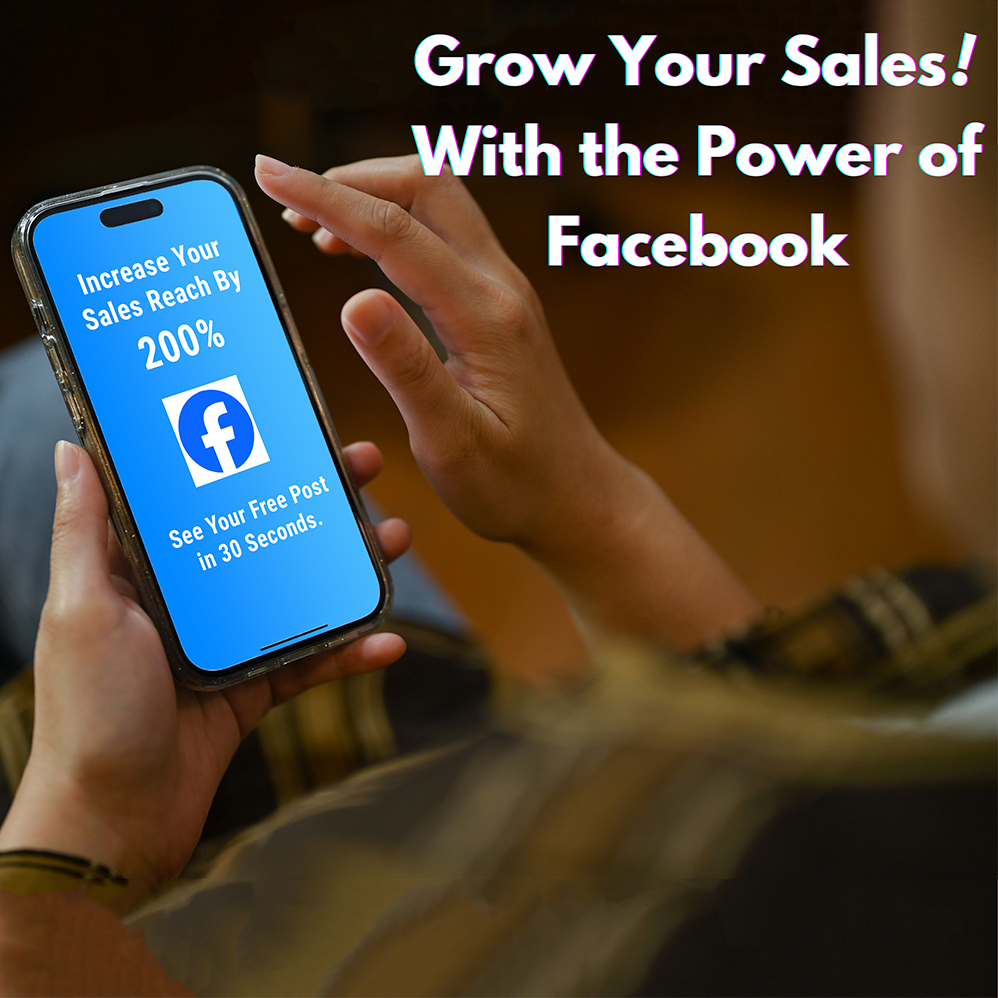 Grow Your Sales!
With the Power of
Facebook
Increase Your
Sales Reach By
200%
f
See Your Free Post
in 30 Seconds.